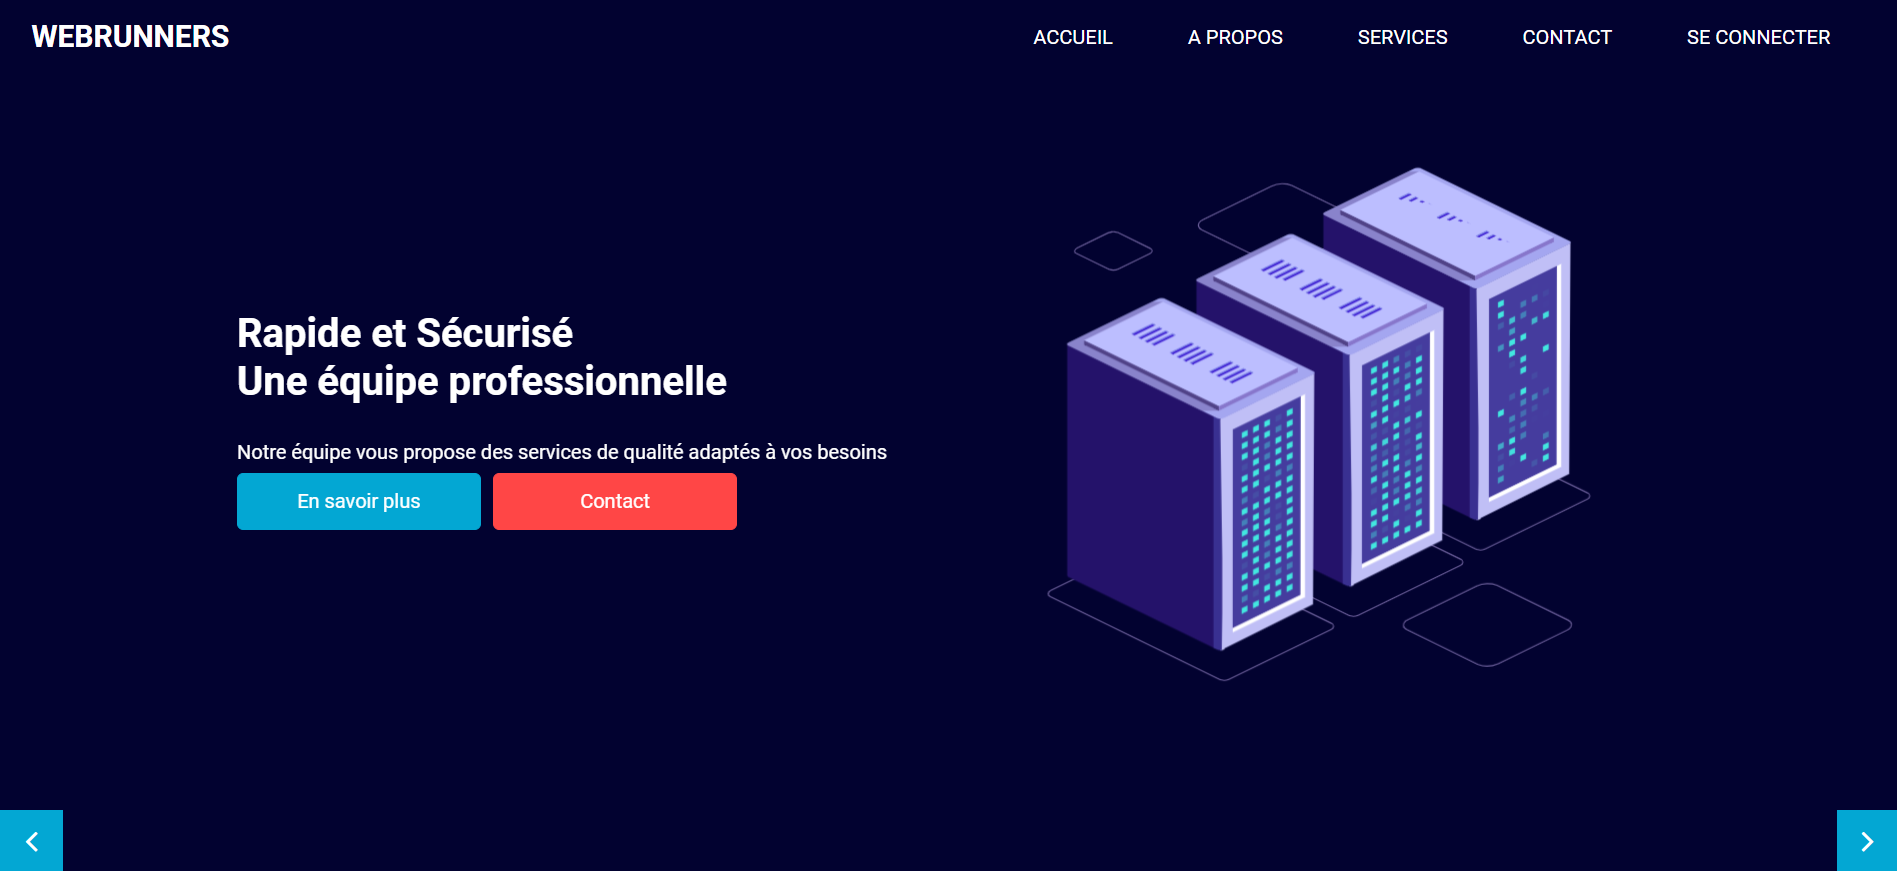 WEBRUNNERS
ACCUEIL
A PROPOS
SERVICES
CONTACT
SE CONNECTER
Rapide et Sécurisé
Une équipe professionnelle
Notre équipe vous propose des services de qualité adaptés à vos besoins
En savoir plus
Contact